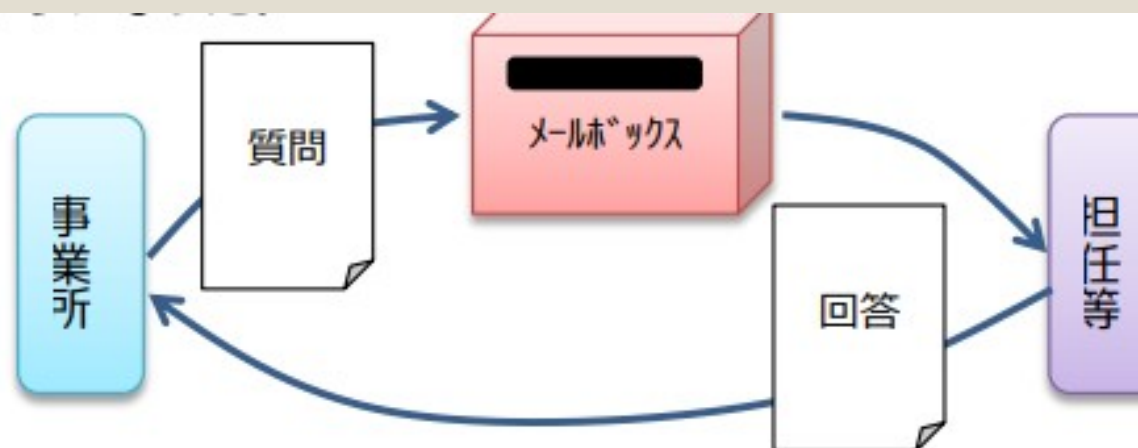 質問
ﾒｰﾙﾎﾞｯｸｽ
事業所
担任等
回答